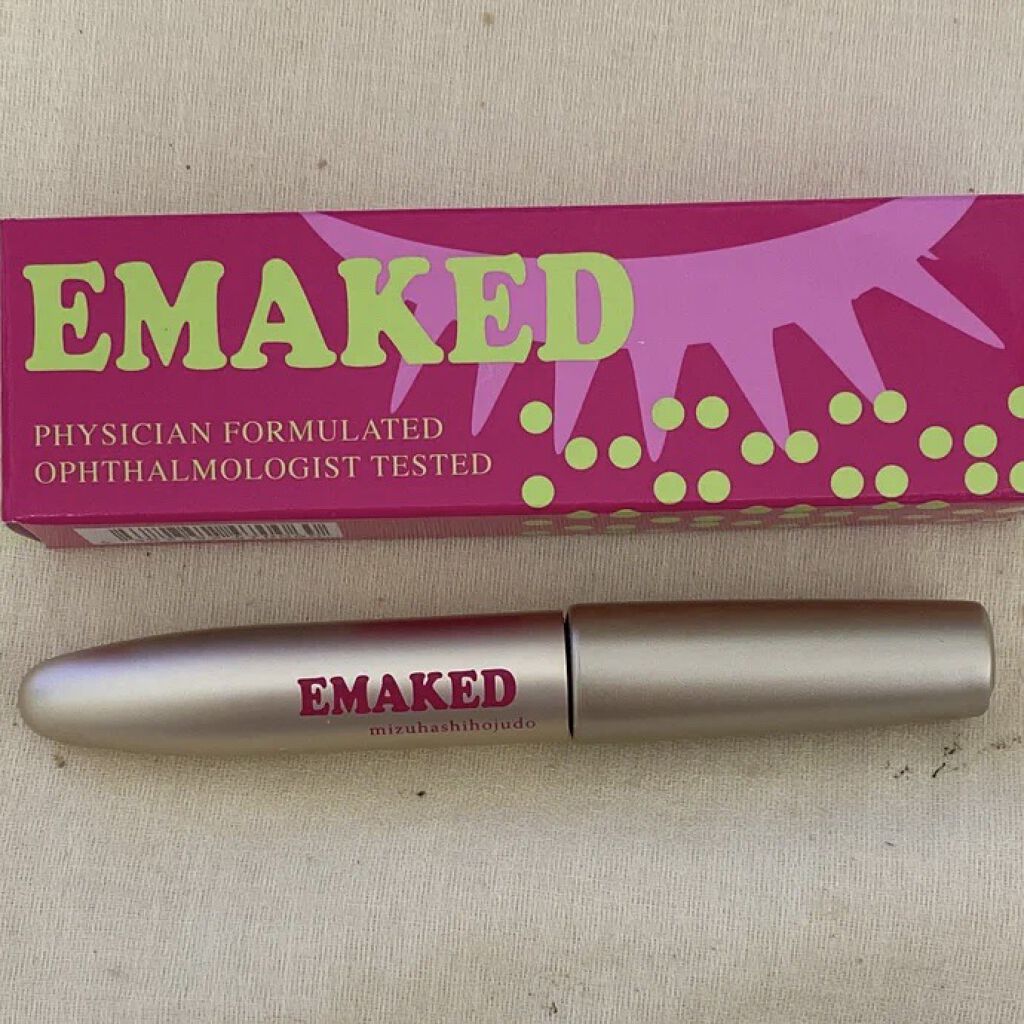 EMAKED
PHYSICIAN FORMULATED
OPHTHALMOLOGIST TESTED
EMAKED
mizuhashihojudo